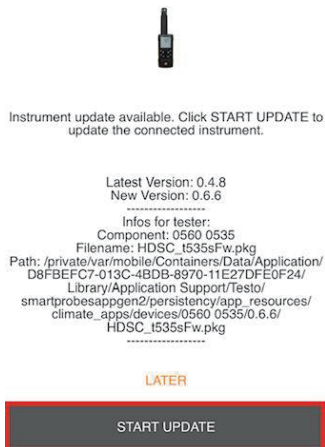 Instrument update available. Click START UPDATE to
update the connected instrument.
Latest Version: 0.4.8
New Version: 0.6.6
------------------
Infos for tester:
Component: 0560 0535
Filename: HDSC_t535sFw.pkg
Path: /private/var/mobile/Containers/Data/Application/
D8FBEFC7-013C-4BDB-8970-11E27DFE0F24/
Library/Application Support/Testo/
smartprobesappgen2/persistency/app_resources/
climate_apps/devices/0560 0535/0.6.6/
HDSC_t535sFw.pkg
------------------
LATER
START UPDATE